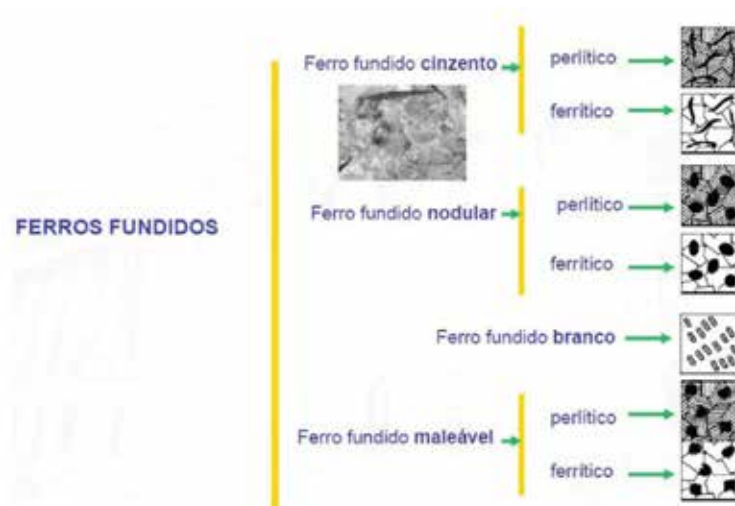 Ferro fundido cinzento
perlítico
ferrítico
FERROS FUNDIDOS
Ferro fundido nodular
perlítico
ferrítico
Ferro fundido branco
Ferro fundido maleável
perlítico
ferrítico